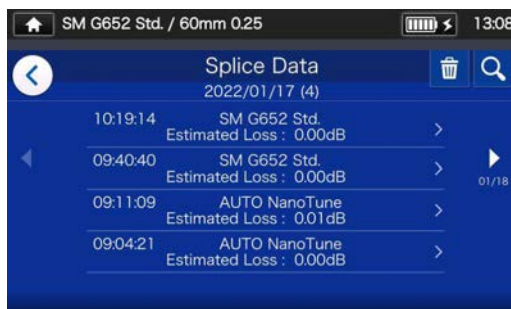 SM G652 Std. / 60mm 0.25
13:08
Splice Data
2022/01/17 (4)
10:19:14 SM G652 Std.
Estimated Loss : 0.00dB
09:40:40 SM G652 Std.
Estimated Loss : 0.00dB
01/18
09:11:09 AUTO NanoTune
Estimated Loss : 0.01dB
09:04:21 AUTO NanoTune
Estimated Loss : 0.00dB